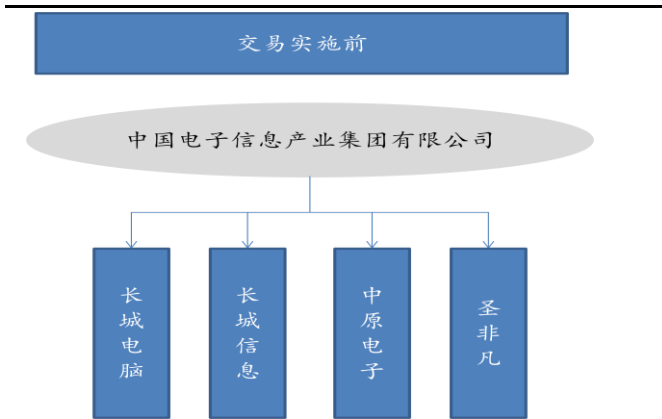 交易实施前
中国电子信息产业集团有限公司
长城电脑
长城信息
中原电子
圣非凡